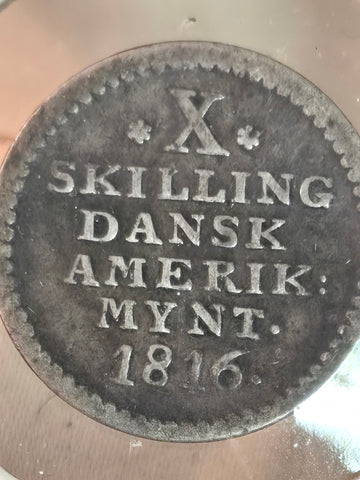 * X *
SKILLING
DANSK
AMERIK:
MYNT.
1816.